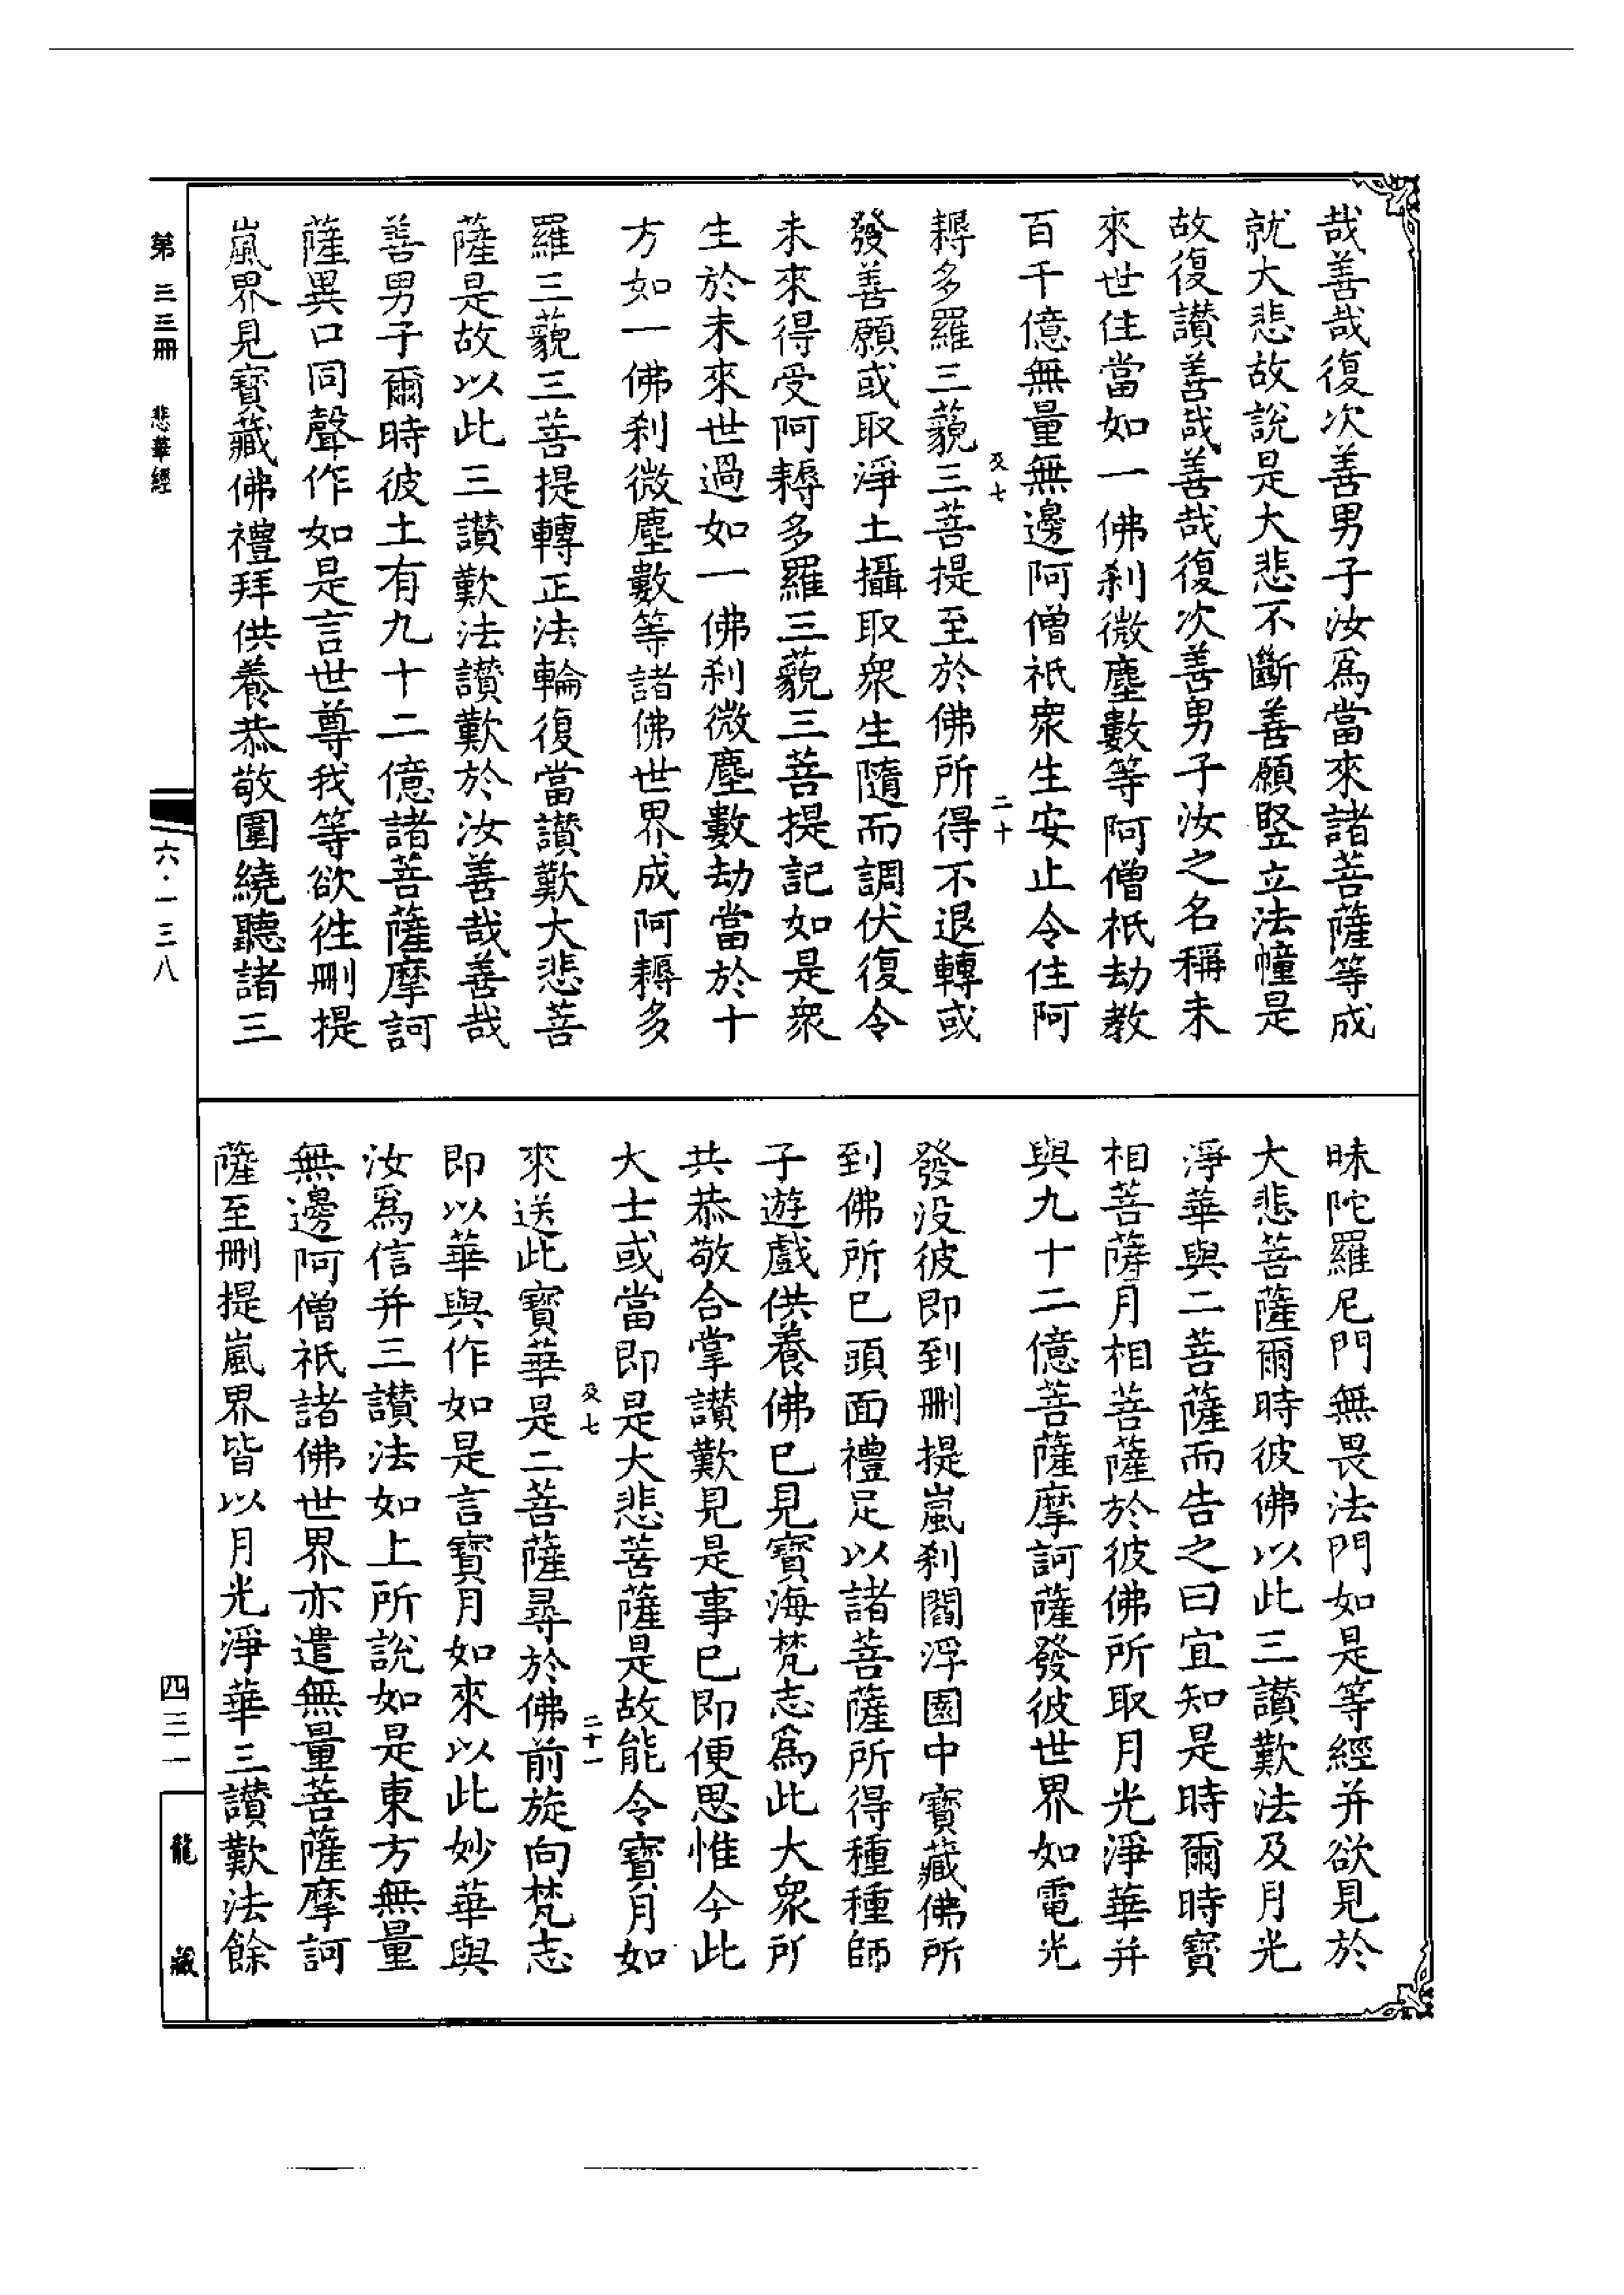 哉善哉復次善男子汝爲當來諸菩薩等成
就大悲故說是大悲不斷善願竪立法幢是
故復讃善哉善哉復次善男子汝之名稱未
來世住當如一佛刹微塵數等阿僧祇劫教
百千億無量無邊阿僧祇衆生安止令住阿
及七
二十
耨多羅三藐三菩提至於佛所得不退轉或
發善願或取淨土攝取衆生隨而調伏復令
未來得受阿耨多羅三藐三菩提記如是衆
生於未來世過如一佛刹微塵數劫當於十
方如一佛刹微塵數等諸佛世界成阿耨多
羅三藐三菩提轉正法輪復當讃歎大悲菩
薩是故以此三讃歎法讃歎於汝善哉善哉
善男子爾時彼土有九十二億諸菩薩摩訶
薩異口同聲作如是言世尊我等欲徃刪提
嵐界見寶藏佛禮拜供養恭敬圍繞聽諸三
昧陀羅尼門無畏法門如是等經并欲見於
大悲菩薩爾時彼佛以此三讃歎法及月光
淨華與二菩薩而告之曰宜知是時爾時寶
相菩薩月相菩薩於彼佛所取月光淨華并
與九十二億菩薩摩訶薩發彼世界如電光
發没彼即到刪提嵐刹閻浮園中寶藏佛所
到佛所已頭面禮足以諸菩薩所得種種師
子遊戲供養佛已見寶海梵志爲此大衆所
共恭敬合掌讃歎見是事已即便思惟今此
大士或當即是大悲菩薩是故能令寶月如
及七
二十一
來送此寶華是二菩薩尋於佛前旋向梵志
即以華與作如是言寶月如來以此妙華與
汝爲信并三讃法如上所說如是東方無量
無邊阿僧祇諸佛世界亦遣無量菩薩摩訶
薩至刪提嵐界皆以月光淨華三讃歎法餘
第三三冊 悲華經
六·一三八
四三一
龍藏